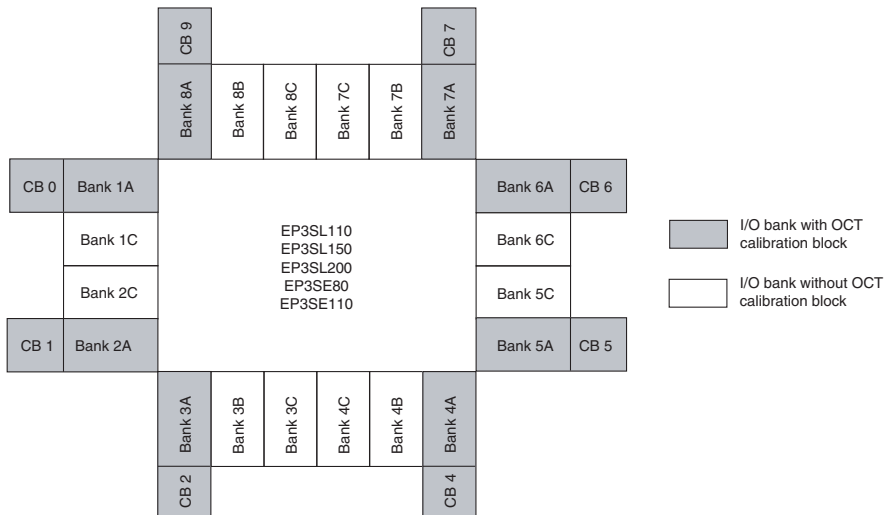 CB 9
CB 7
Bank 8A
Bank 8B
Bank 8C
Bank 7C
Bank 7B
Bank 7A
CB 0
Bank 1A
Bank 6A
CB 6
Bank 1C
Bank 6C
Bank 2C
Bank 5C
CB 1
Bank 2A
Bank 5A
CB 5
EP3SL110
EP3SL150
EP3SL200
EP3SE80
EP3SE110
I/O bank with OCT
calibration block
I/O bank without OCT
calibration block
Bank 3A
Bank 3B
Bank 3C
Bank 4C
Bank 4B
Bank 4A
CB 2
CB 4